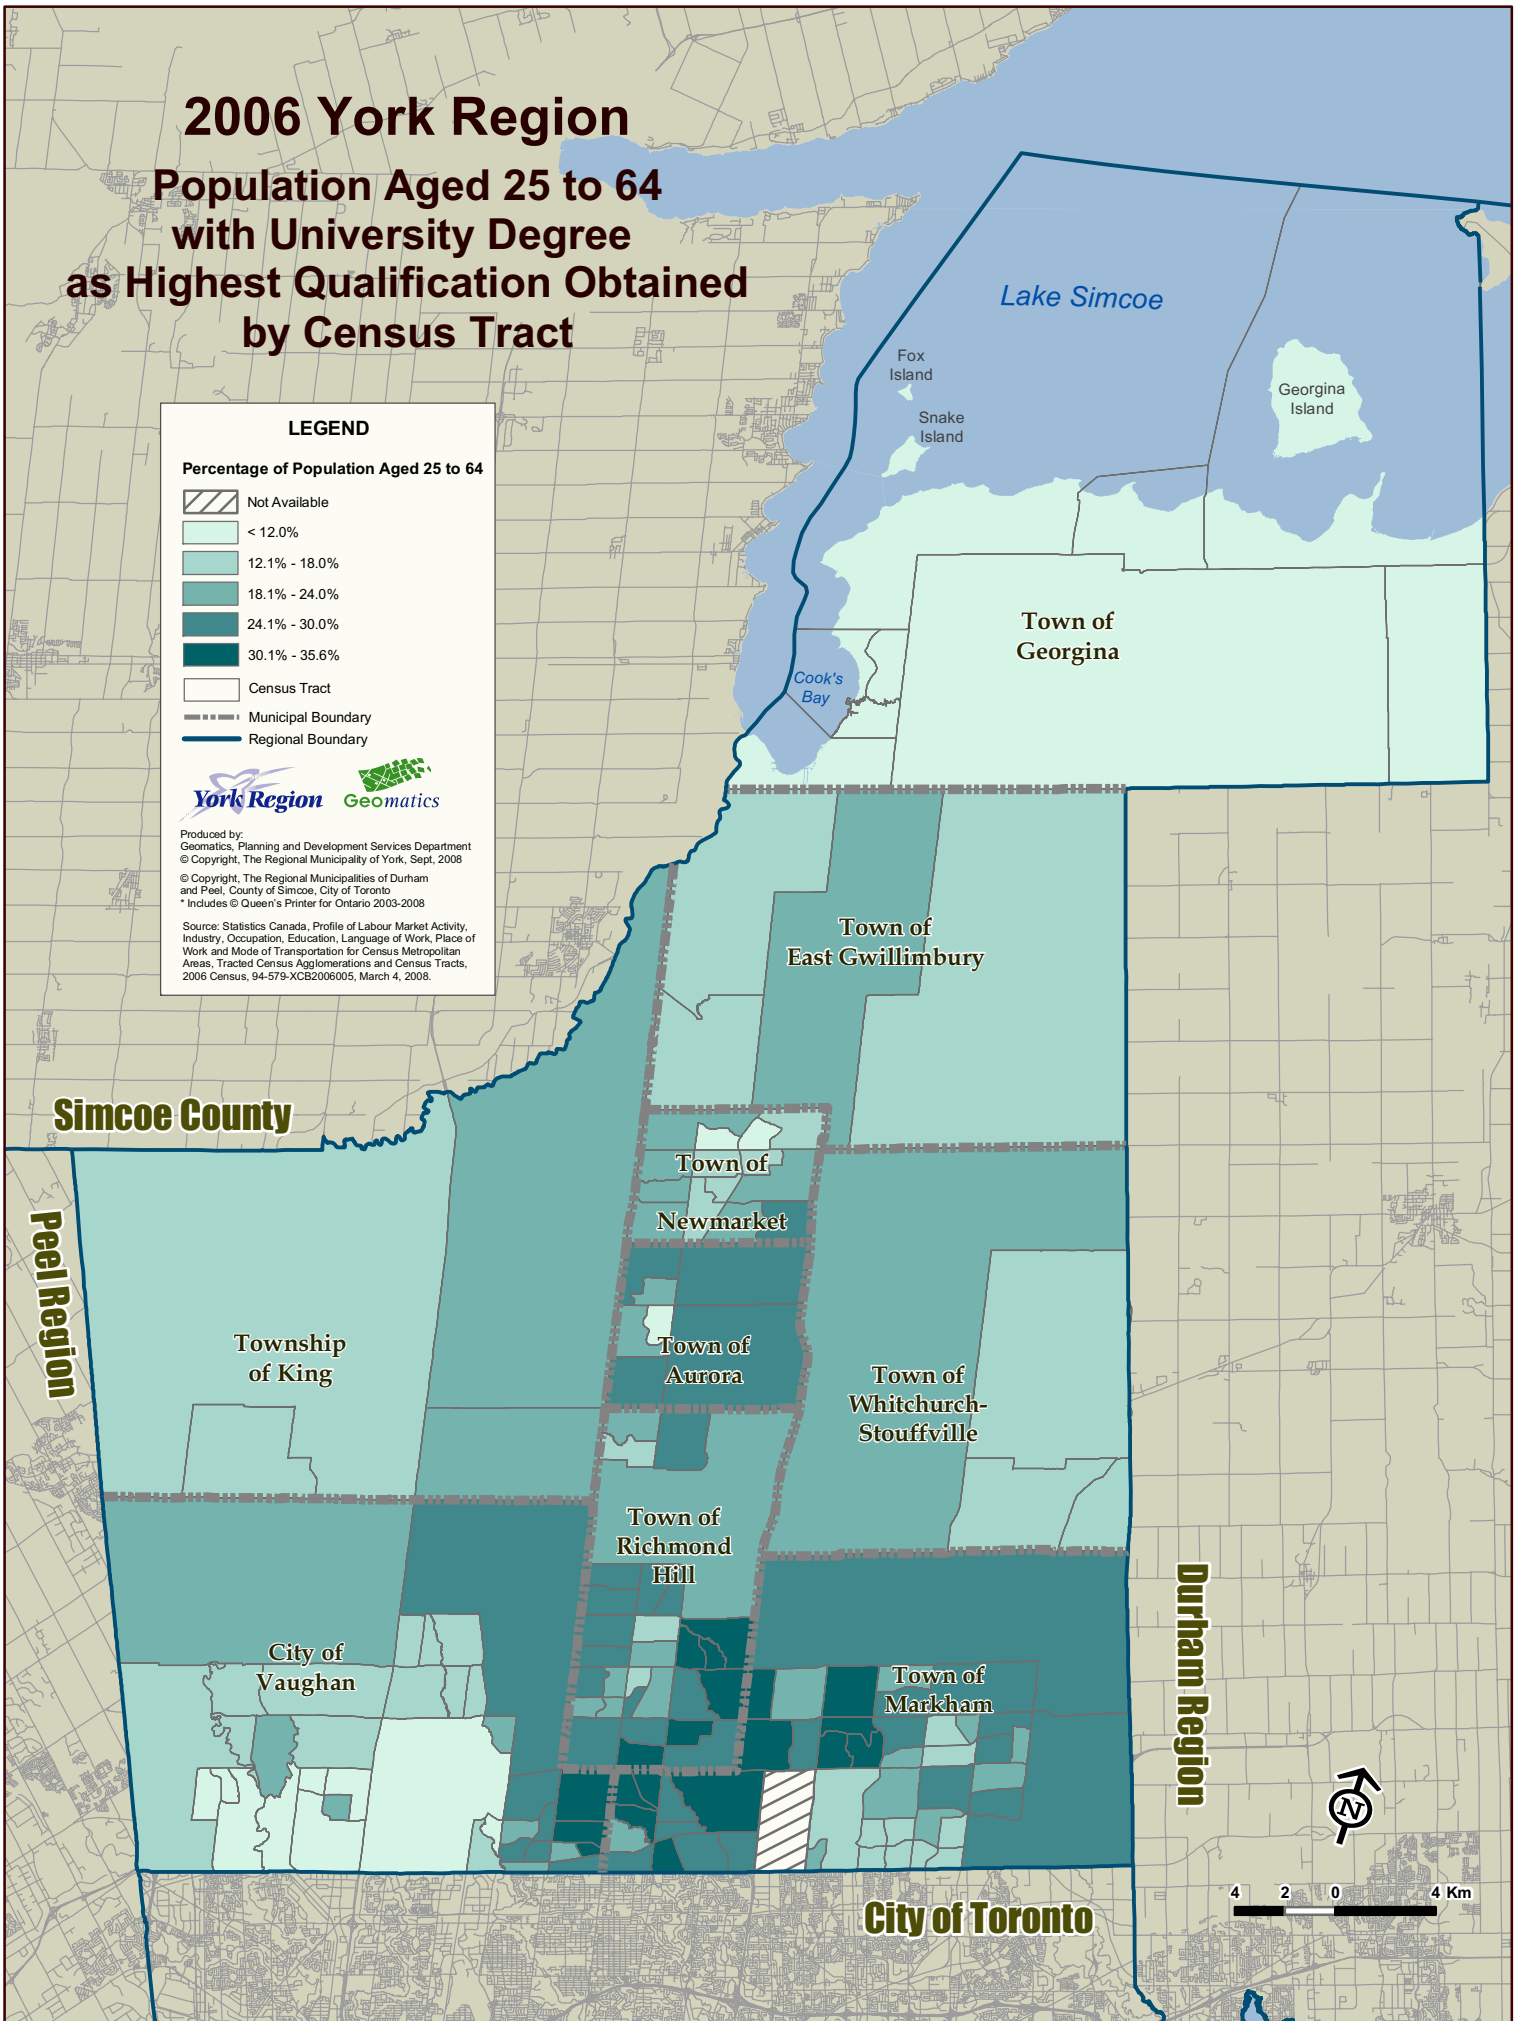 2006 York Region
Population Aged 25 to 64
with University Degree
as Highest Qualification Obtained
by Census Tract
LEGEND
Percentage of Population Aged 25 to 64
Not Available
< 12.0%
12.1% - 18.0%
18.1% - 24.0%
24.1% - 30.0%
30.1% - 35.6%
Census Tract
Municipal Boundary
Regional Boundary
York Region
Geomatics
Produced by:
Geomatics, Planning and Development Services Department
© Copyright, The Regional Municipality of York, Sept, 2008
© Copyright, The Regional Municipalities of Durham
and Peel, County of Simcoe, City of Toronto
* Includes © Queen's Printer for Ontario 2003-2008
Source: Statistics Canada, Profile of Labour Market Activity,
Industry, Occupation, Education, Language of Work, Place of
Work and Mode of Transportation for Census Metropolitan
Areas, Tracted Census Agglomerations and Census Tracts,
2006 Census, 94-579-XCB2006005, March 4, 2008.
Lake Simcoe
Fox
Island
Snake
Island
Georgina
Island
Town of
Georgina
Cook's
Bay
Town of
East Gwillimbury
Simcoe County
Town of
Newmarket
Peel Region
Township
of King
Town of
Aurora
Town of
Whitchurch-
Stouffville
Town of
Richmond
Hill
City of
Vaughan
Town of
Markham
Durham Region
N
City of Toronto
4 2 0 4 Km